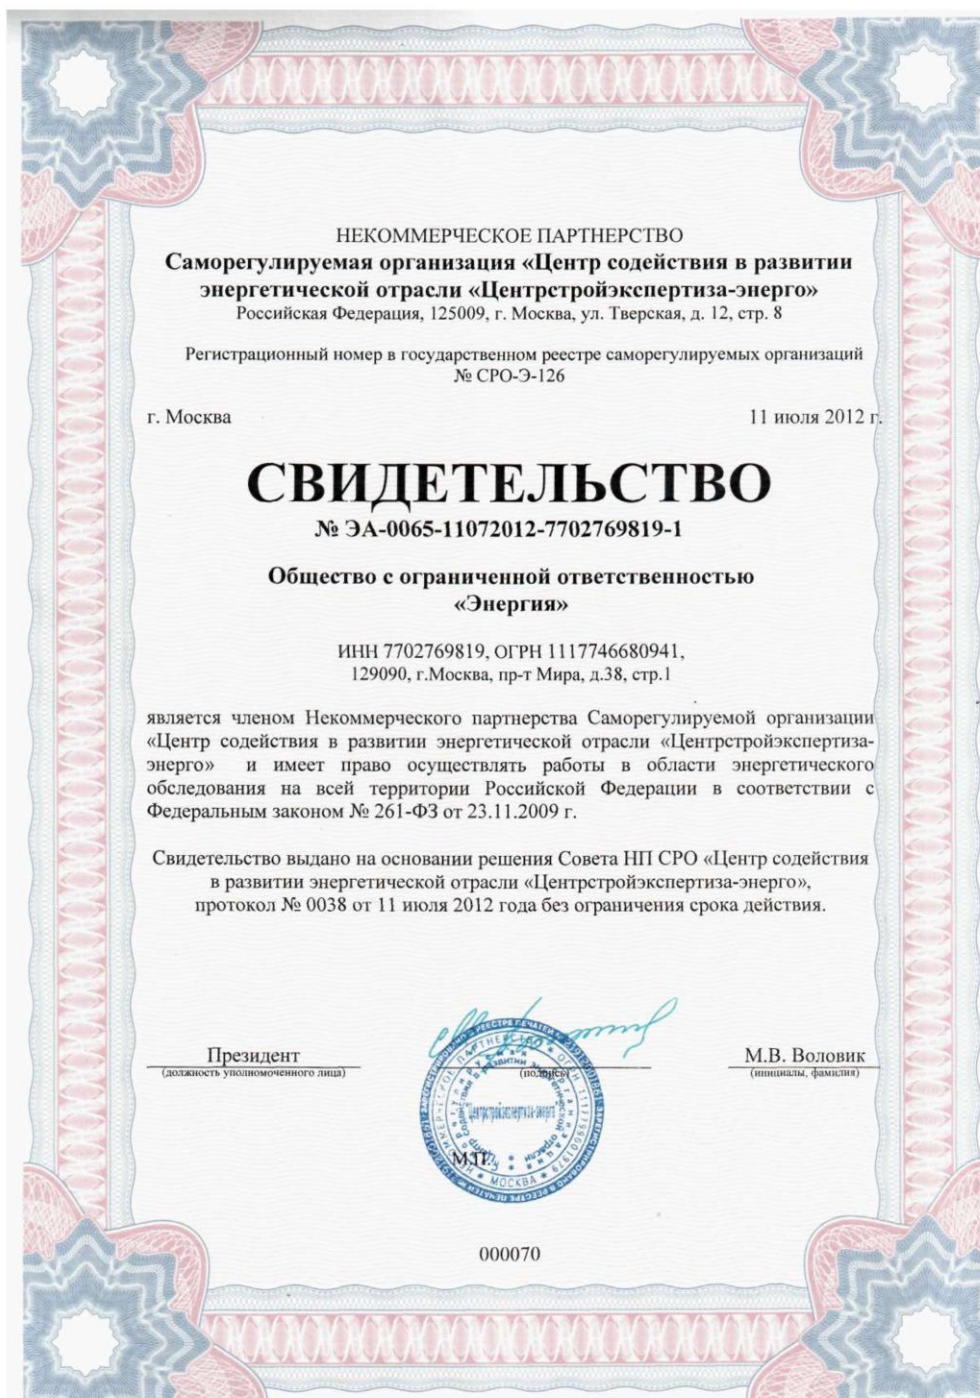 НЕКОММЕРЧЕСКОЕ ПАРТНЕРСТВО
Саморегулируемая организация «Центр содействия в развитии
энергетической отрасли «Центрстройэкспертиза-энерго»
Российская Федерация, 125009, г. Москва, ул. Тверская, д. 12, стр. 8
Регистрационный номер в государственном реестре саморегулируемых организаций
№ СРО-Э-126
г. Москва 11 июля 2012 г.
СВИДЕТЕЛЬСТВО
№ ЭА-0065-11072012-7702769819-1
Общество с ограниченной ответственностью
«Энергия»
ИНН 7702769819, ОГРН 1117746680941,
129090, г.Москва, пр-т Мира, д.38, стр.1
является членом Некоммерческого партнерства Саморегулируемой организации
«Центр содействия в развитии энергетической отрасли «Центрстройэкспертиза-
энерго» и имеет право осуществлять работы в области энергетического
обследования на всей территории Российской Федерации в соответствии с
Федеральным законом № 261-ФЗ от 23.11.2009 г.
Свидетельство выдано на основании решения Совета НП СРО «Центр содействия
в развитии энергетической отрасли «Центрстройэкспертиза-энерго»,
протокол № 0038 от 11 июля 2012 года без ограничения срока действия.
Президент М.В. Воловик
(должность уполномоченного лица) (подпись) (инициалы, фамилия)
"Центрстройэкспертиза-энерго"
М.П.
МОСКВА
000070